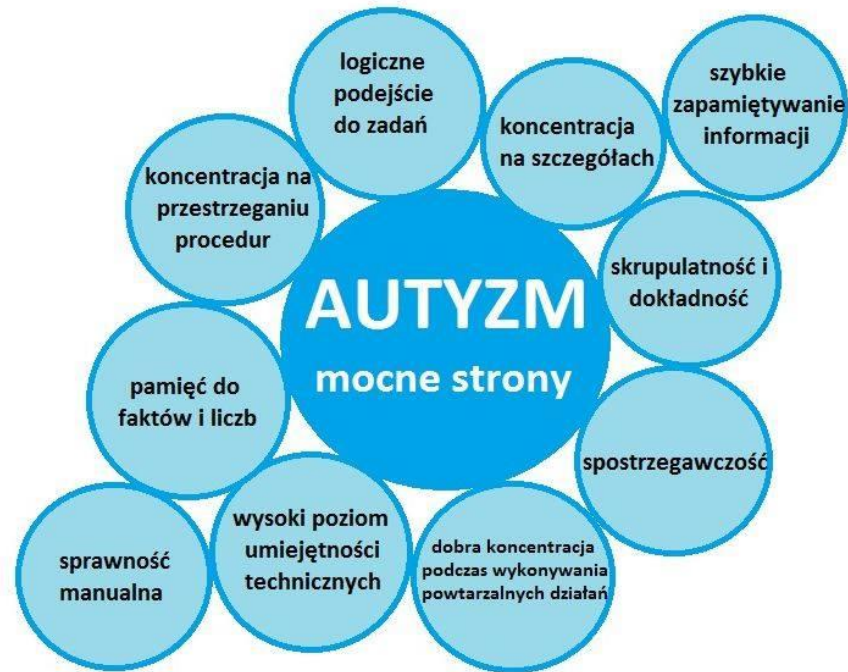 logiczne
podejście
do zadań
koncentracja
na szczegółach
szybkie
zapamiętywanie
informacji
koncentracja na
przestrzeganiu
procedur
AUTYZM
mocne strony
skrupulatność i
dokładność
pamięć do
faktów i liczb
spostrzegawczość
sprawność
manualna
wysoki poziom
umiejętności
technicznych
dobra koncentracja
podczas wykonywania
powtarzalnych działań